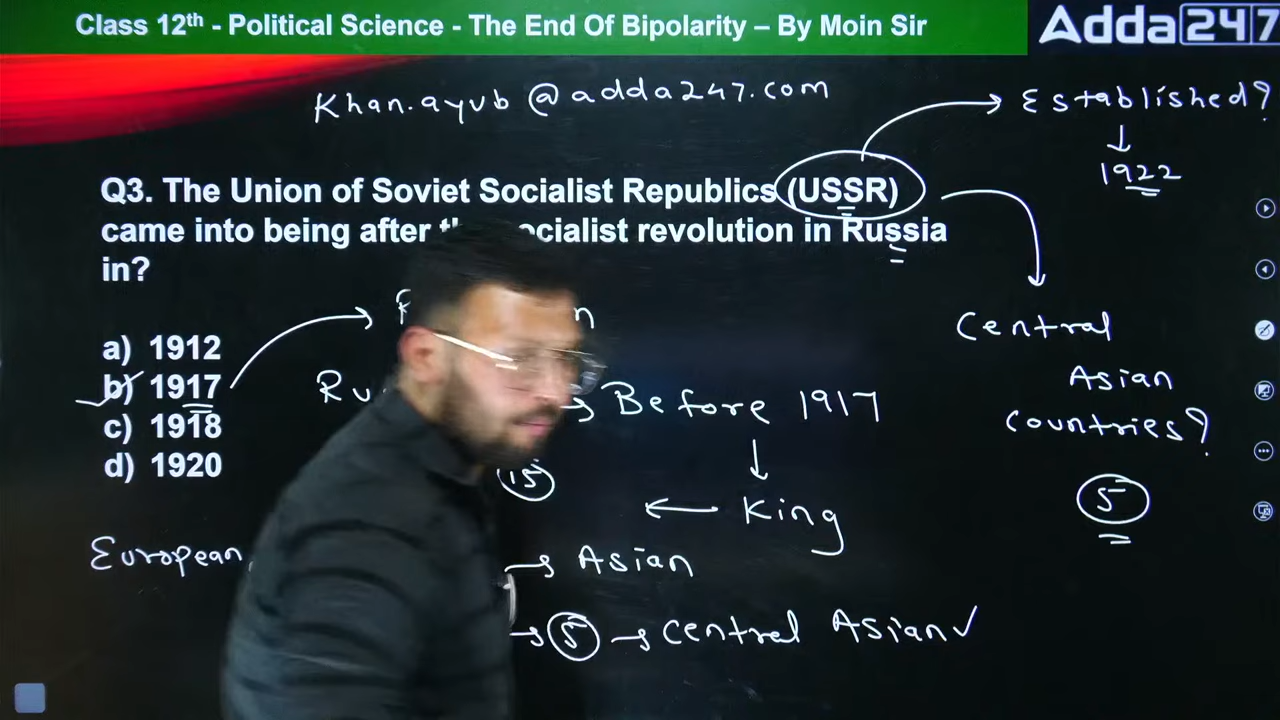 Class 12th - Political Science - The End Of Bipolarity – By Moin Sir
Adda247
Khan.ayub @adda247.com
Established?
1922
Q3. The Union of Soviet Socialist Republics (USSR)
came into being after socialist revolution in Russia
in?
a) 1912
b) 1917
c) 1918
d) 1920
Before 1917
King
15
European
Asian
5 Central Asian
Central
Asian
Countries?
5